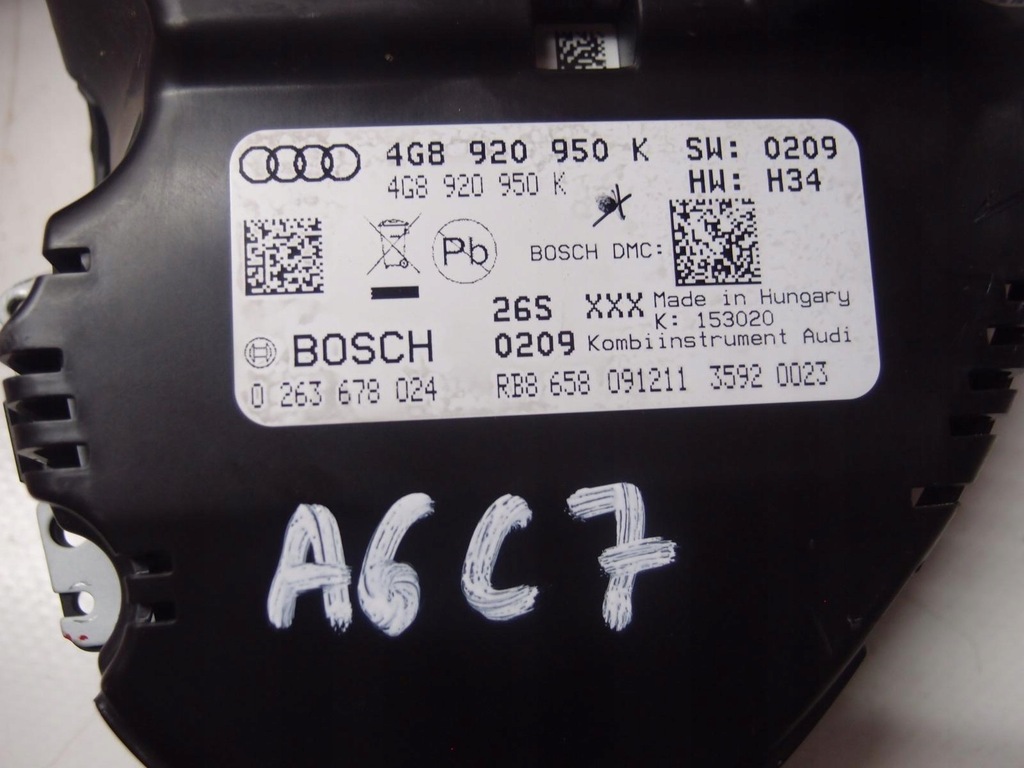 4G8 920 950 K SW: 0209
4G8 920 950 K HW: H34
Pb
BOSCH DMC:
26S XXX Made in Hungary
K: 153020
BOSCH 0209 Kombiinstrument Audi
0 263 678 024 RB8 658 091211 3592 0023
A6C7